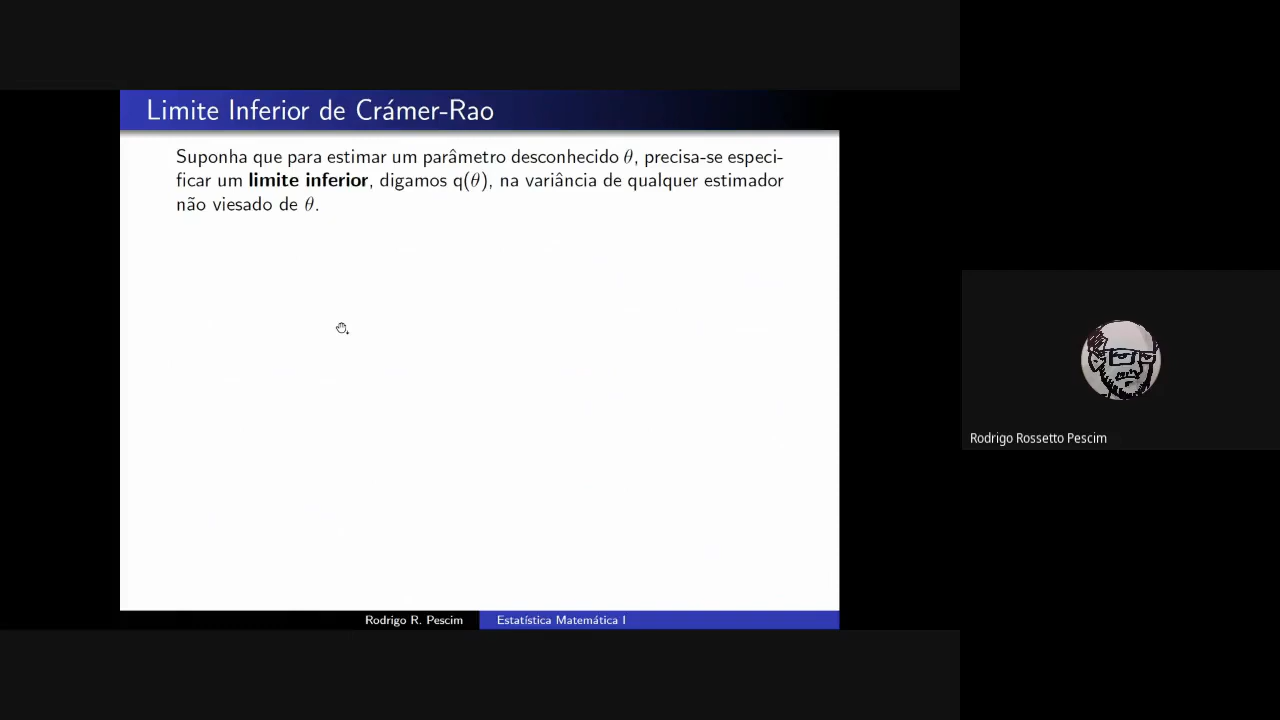 Limite Inferior de Crámer-Rao
Suponha que para estimar um parâmetro desconhecido θ, precisa-se especi-
ficar um limite inferior, digamos q(θ), na variância de qualquer estimador
não viesado de θ.
Rodrigo Rossetto Pescim
Rodrigo R. Pescim
Estatística Matemática I